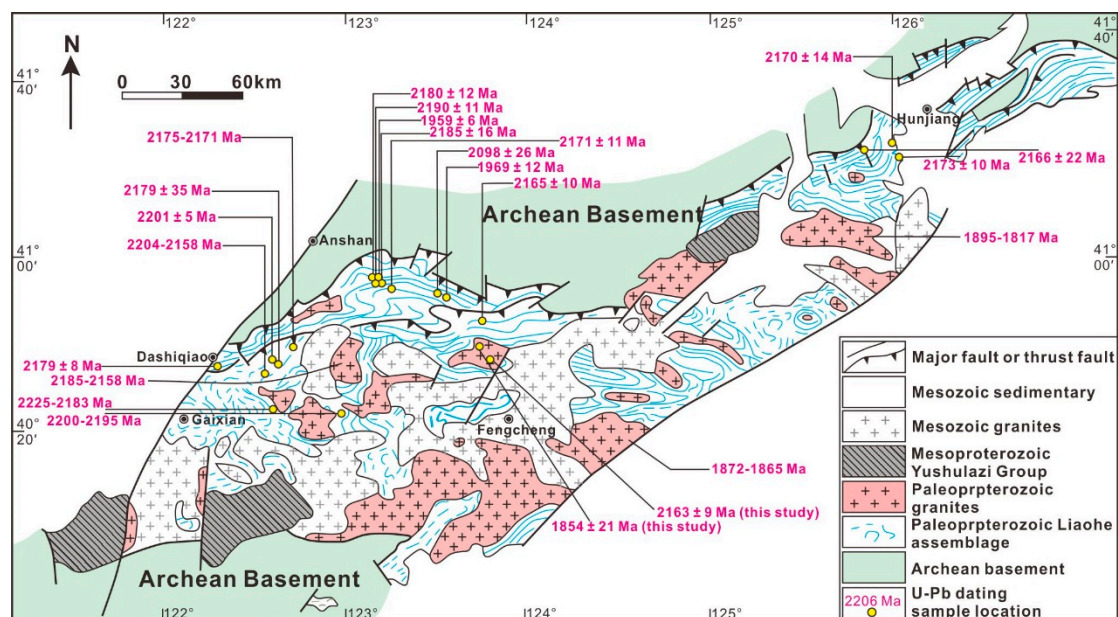 122°
123°
124°
125°
126°
41°
40′
41°
40′
N
0 30 60km
2170 ± 14 Ma
2180 ± 12 Ma
2190 ± 11 Ma
1959 ± 6 Ma
2185 ± 16 Ma
2171 ± 11 Ma
2175-2171 Ma
2098 ± 26 Ma
1969 ± 12 Ma
2165 ± 10 Ma
Hunjiang
2166 ± 22 Ma
2173 ± 10 Ma
2179 ± 35 Ma
2201 ± 5 Ma
2204-2158 Ma
Archean Basement
Anshan
1895-1817 Ma
41°
00′
41°
00′
Dashiqiao
2179 ± 8 Ma
2185-2158 Ma
2225-2183 Ma
2200-2195 Ma
Gaixian
Fengcheng
40°
20′
1872-1865 Ma
2163 ± 9 Ma (this study)
1854 ± 21 Ma (this study)
Archean Basement
122°
123°
124°
125°
Major fault or thrust fault
Mesozoic sedimentary
Mesozoic granites
Mesoproterozoic
Yushulazi Group
Paleoprpterozoic
granites
Paleoprpterozoic Liaohe
assemblage
Archean basement
2206 Ma
U-Pb dating
sample location